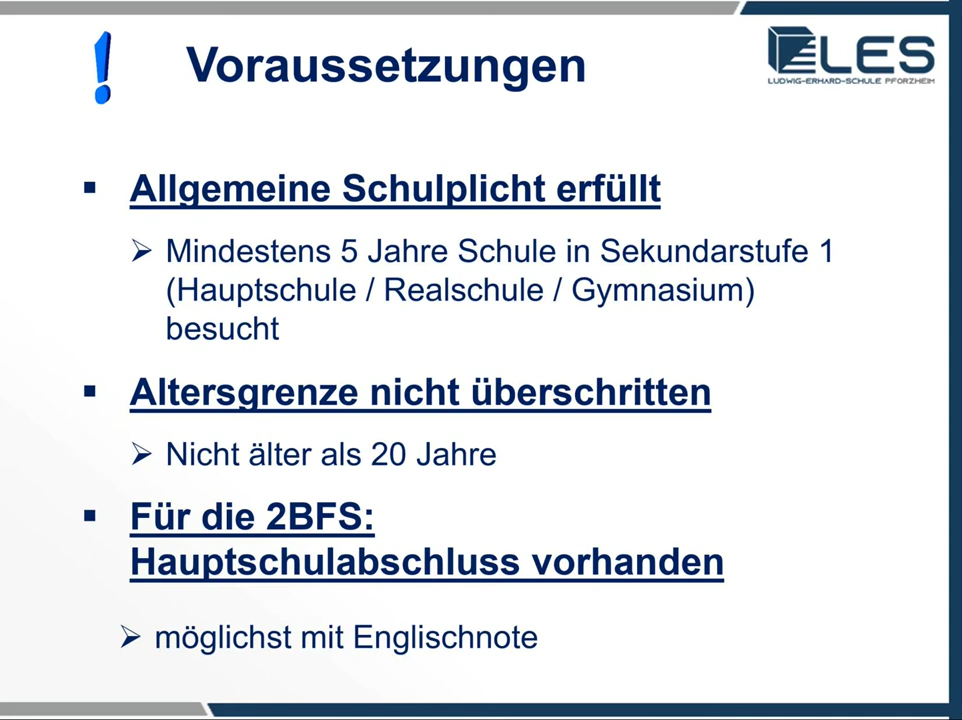 ! Voraussetzungen
LES
LUDWIG-ERHARD-SCHULE PFORZHEIM
▪ Allgemeine Schulplicht erfüllt
➢ Mindestens 5 Jahre Schule in Sekundarstufe 1
(Hauptschule / Realschule / Gymnasium)
besucht
▪ Altersgrenze nicht überschritten
➢ Nicht älter als 20 Jahre
▪ Für die 2BFS:
Hauptschulabschluss vorhanden
➢ möglichst mit Englischnote